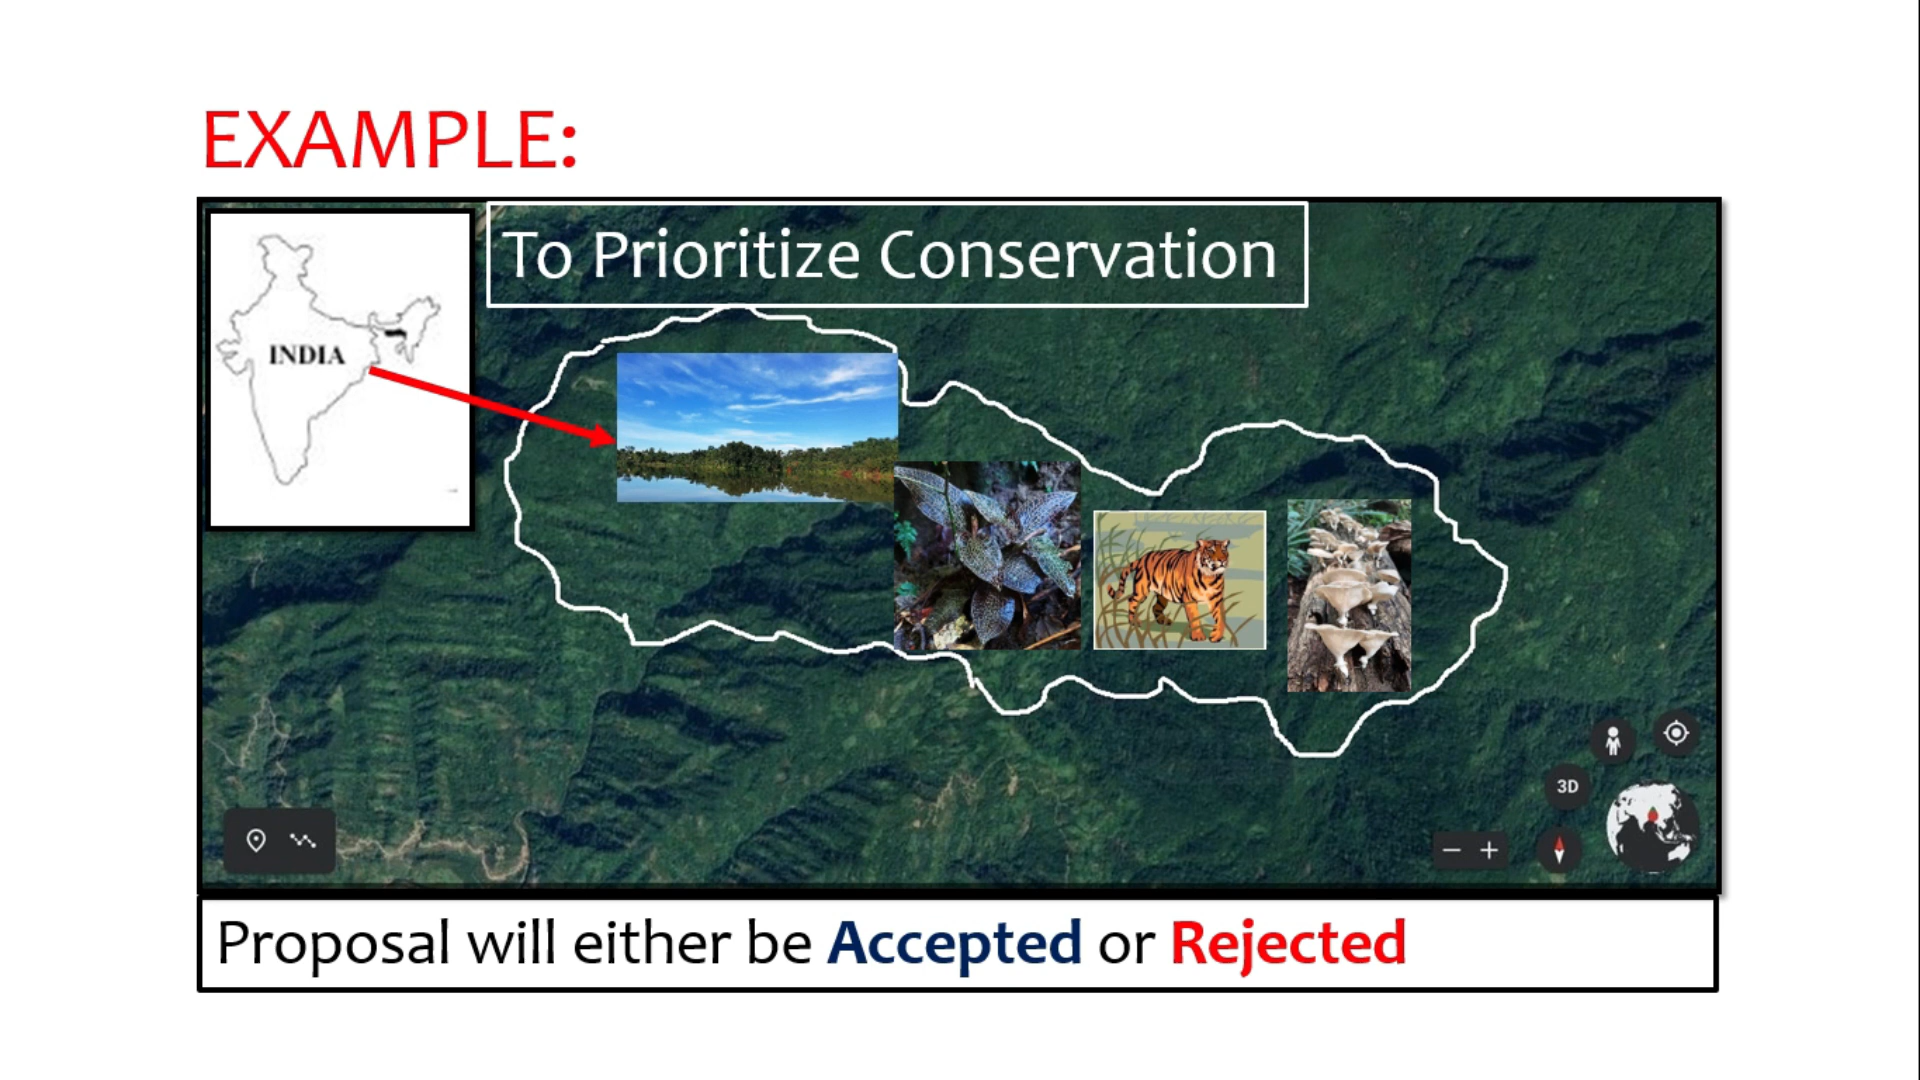 EXAMPLE:
To Prioritize Conservation
INDIA
3D
Proposal will either be Accepted or Rejected